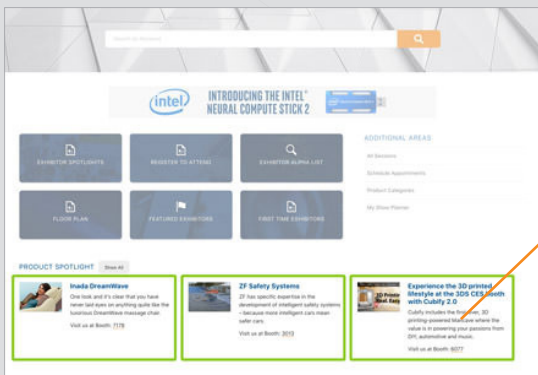 Search All Sessions
intel
INTRODUCING THE INTEL®
NEURAL COMPUTE STICK 2
EXHIBITOR SPOTLIGHTS
REGISTER TO ATTEND
EXHIBITOR ALPHA LIST
FLOOR PLAN
FEATURED EXHIBITORS
FIRST TIME EXHIBITORS
ADDITIONAL AREAS
All Sessions
Schedule Appointments
Product Categories
My Show Planner
PRODUCT SPOTLIGHT
Show All
Inada DreamWave
One look and it's clear that you have
never laid eyes on anything quite like the
luxurious DreamWave massage chair.
Visit us at Booth: 7178
ZF Safety Systems
ZF has specific expertise in the
development of intelligent safety systems
– because more intelligent cars mean
safer cars.
Visit us at Booth: 3013
Experience the 3D printed
lifestyle at the 3DS CES Booth
with Cubify 2.0
Cubify includes the first ever, 3D
printing-powered where the
value is in powering your passions from
DIY, automotive and music.
Visit us at Booth: 6077